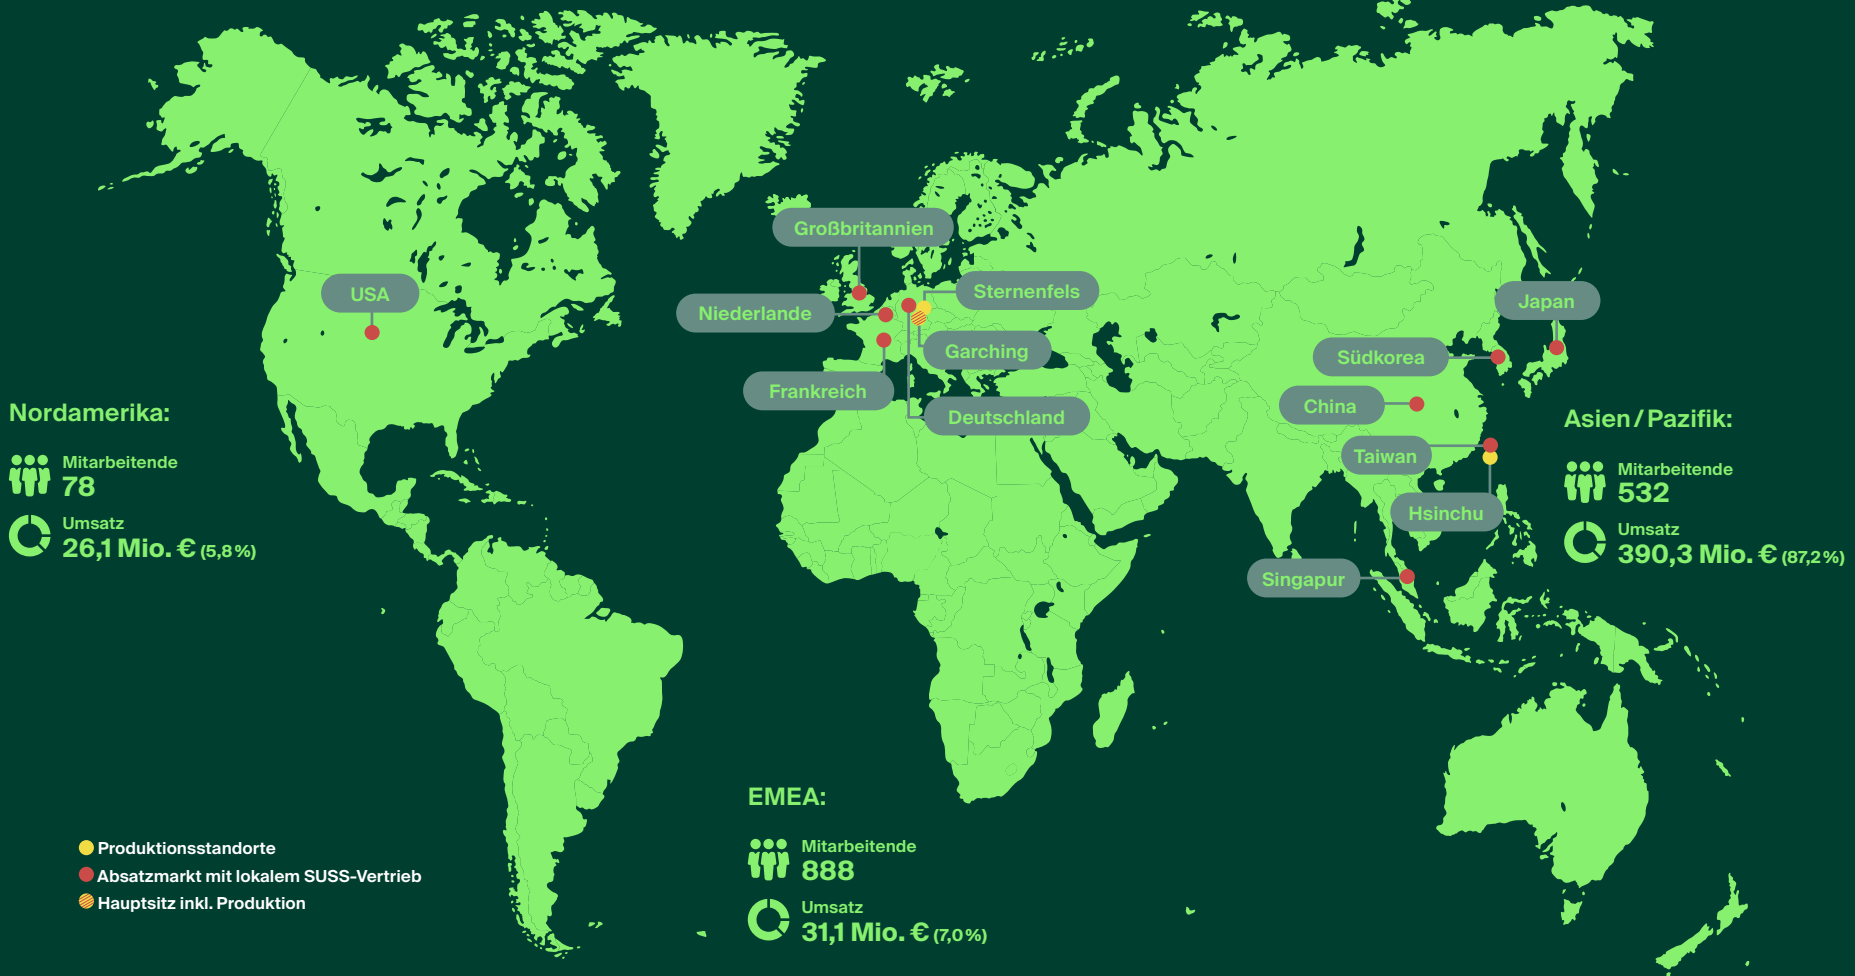 Großbritannien
Sternenfels
USA
Japan
Niederlande
Garching
Südkorea
Frankreich
China
Deutschland
Taiwan
Hsinchu
Singapur
Nordamerika:
Mitarbeitende
78
Umsatz
26,1 Mio. € (5,8 %)
Asien / Pazifik:
Mitarbeitende
532
Umsatz
390,3 Mio. € (87,2 %)
EMEA:
Mitarbeitende
888
Umsatz
31,1 Mio. € (7,0 %)
Produktionsstandorte
Absatzmarkt mit lokalem SUSS-Vertrieb
Hauptsitz inkl. Produktion